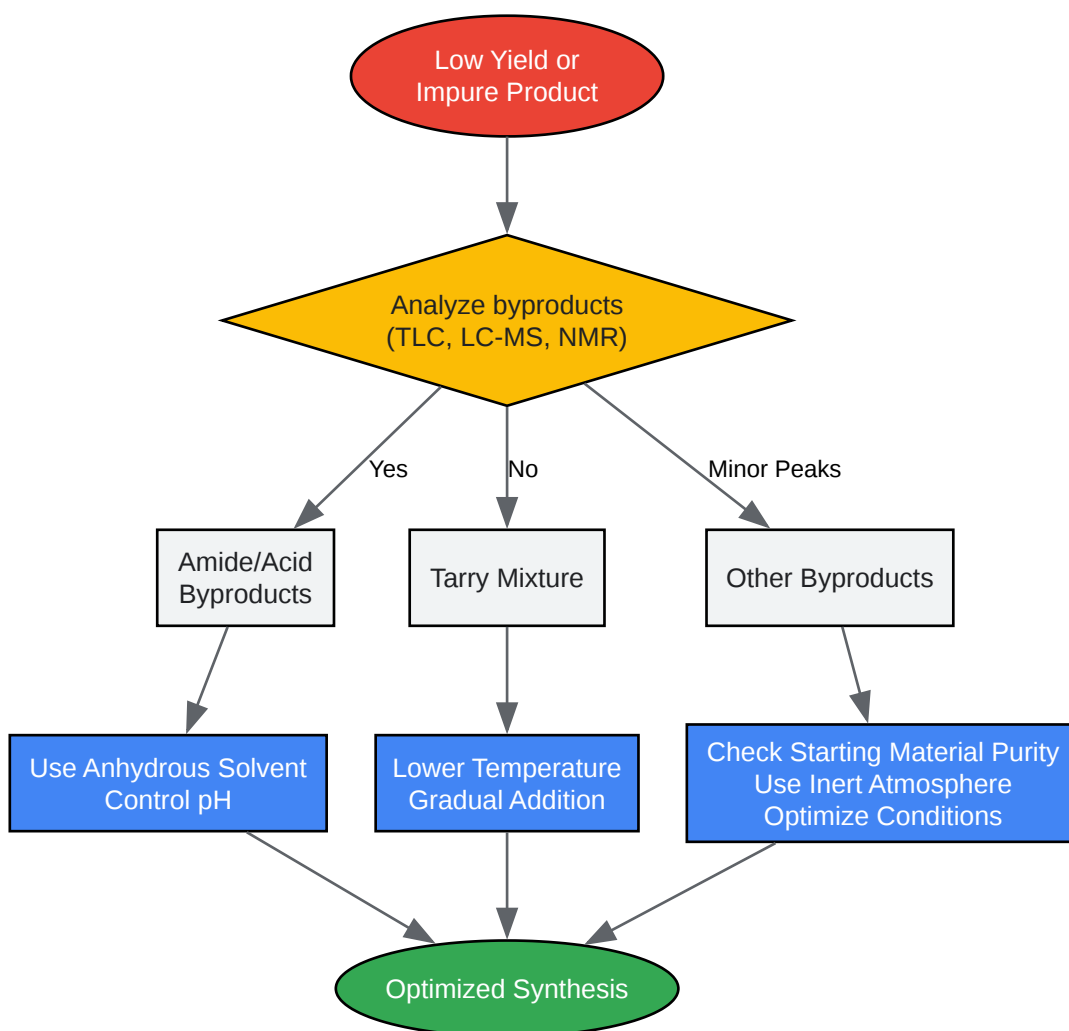 Low Yield or
Impure Product
Analyze byproducts
(TLC, LC-MS, NMR)
Yes
No
Minor Peaks
Amide/Acid
Byproducts
Tarry Mixture
Other Byproducts
Use Anhydrous Solvent
Control pH
Lower Temperature
Gradual Addition
Check Starting Material Purity
Use Inert Atmosphere
Optimize Conditions
Optimized Synthesis